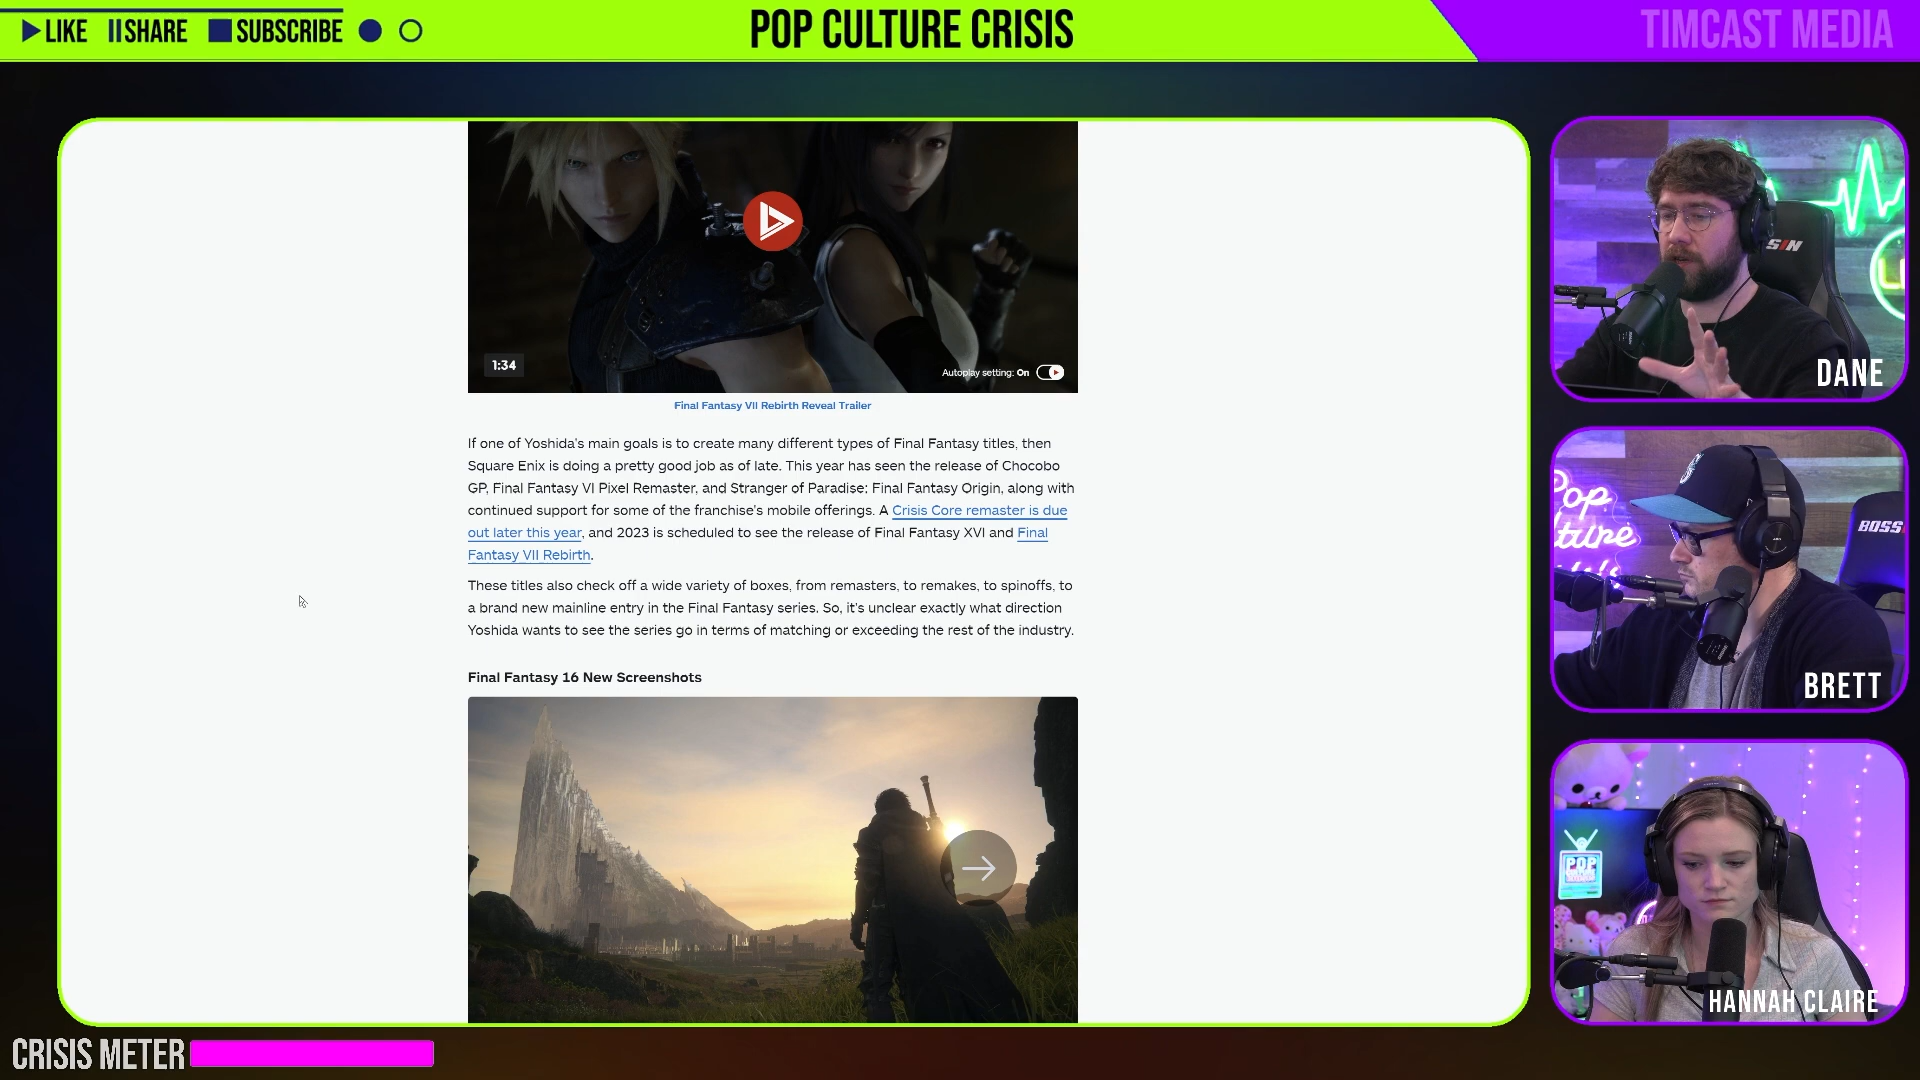 LIKE SHARE SUBSCRIBE
POP CULTURE CRISIS
TIMCAST MEDIA
1:34
Autoplay setting: On
Final Fantasy VII Rebirth Reveal Trailer
If one of Yoshida's main goals is to create many different types of Final Fantasy titles, then
Square Enix is doing a pretty good job as of late. This year has seen the release of Chocobo
GP, Final Fantasy VI Pixel Remaster, and Stranger of Paradise: Final Fantasy Origin, along with
continued support for some of the franchise's mobile offerings. A Crisis Core remaster is due
out later this year, and 2023 is scheduled to see the release of Final Fantasy XVI and Final
Fantasy VII Rebirth.
These titles also check off a wide variety of boxes, from remasters, to remakes, to spinoffs, to
a brand new mainline entry in the Final Fantasy series. So, it's unclear exactly what direction
Yoshida wants to see the series go in terms of matching or exceeding the rest of the industry.
Final Fantasy 16 New Screenshots
S/N
DANE
Pop
BOSS
BRETT
POP
HANNAH CLAIRE
CRISIS METER